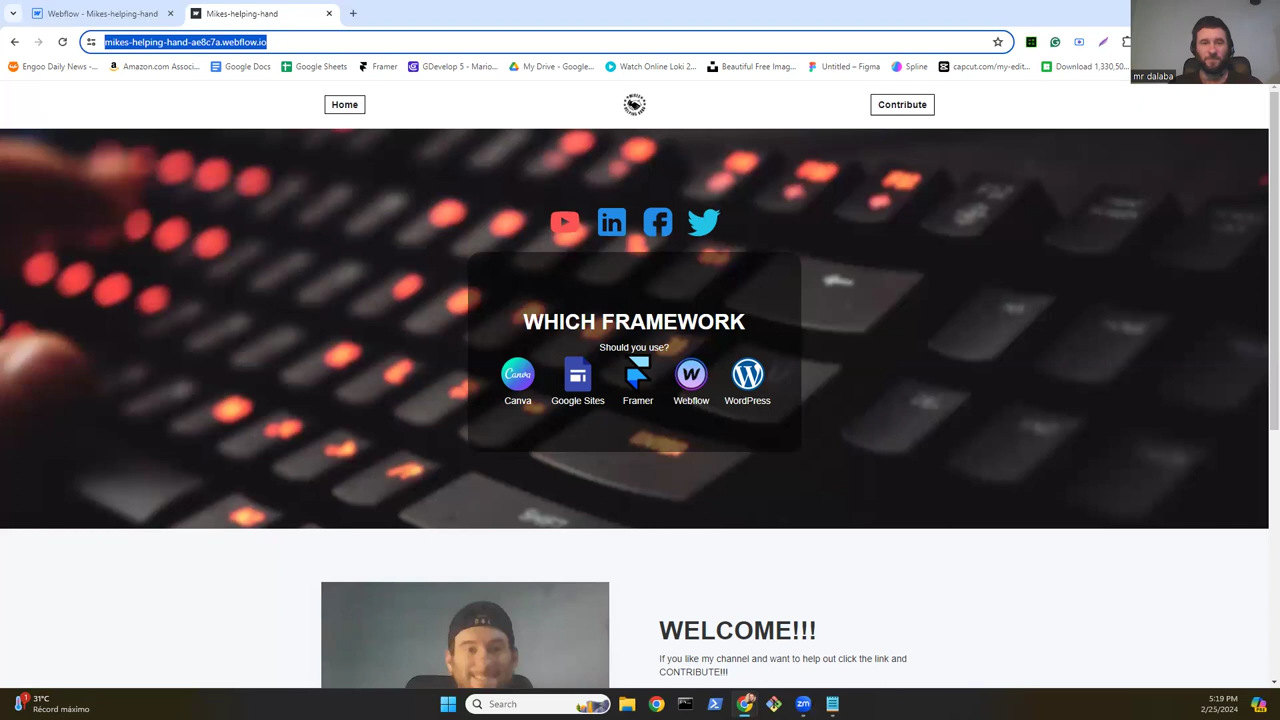 Webflow - Mikes-helping-hand
Mikes-helping-hand
mikes-helping-hand-ae8c7a.webflow.io
Engoo Daily News -...
Amazon.com Associ...
Google Docs
Google Sheets
Framer
GDevelop 5 - Mario...
My Drive - Google...
Watch Online Loki 2...
Beautiful Free Imag...
Untitled – Figma
Spline
capcut.com/my-edit...
Download 1,330,50...
mr dalaba
Home
Contribute
WHICH FRAMEWORK
Should you use?
Canva
Canva
Google Sites
Framer
Webflow
WordPress
WELCOME!!!
If you like my channel and want to help out click the link and
CONTRIBUTE!!!
1
31°C
Récord máximo
Search
zm
5:19 PM
2/25/2024